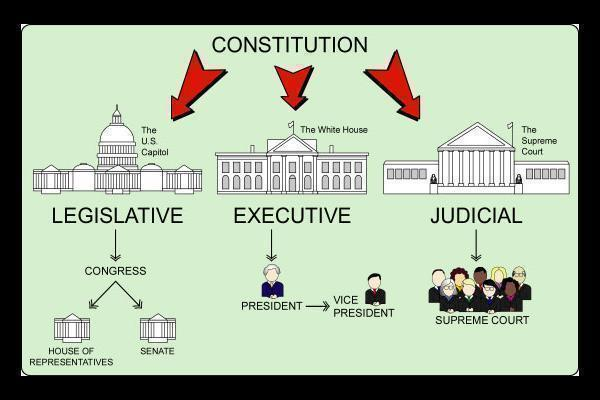 CONSTITUTION
The
U.S.
Capitol
The White House
The
Supreme
Court
LEGISLATIVE
EXECUTIVE
JUDICIAL
CONGRESS
PRESIDENT
VICE
PRESIDENT
SUPREME COURT
HOUSE OF
REPRESENTATIVES
SENATE